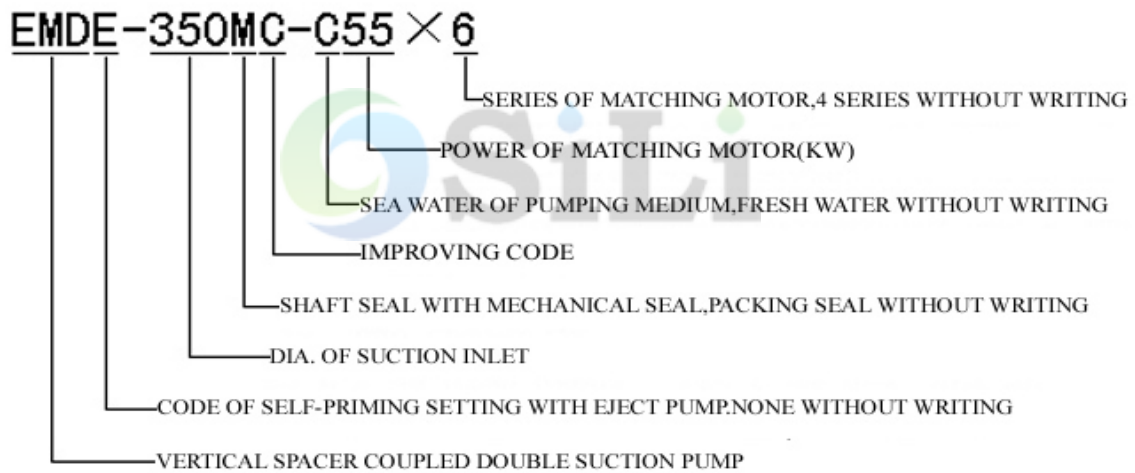 EMDE-350MC-C55×6
SERIES OF MATCHING MOTOR,4 SERIES WITHOUT WRITING
POWER OF MATCHING MOTOR(KW)
SiLi
SEA WATER OF PUMPING MEDIUM,FRESH WATER WITHOUT WRITING
IMPROVING CODE
SHAFT SEAL WITH MECHANICAL SEAL,PACKING SEAL WITHOUT WRITING
DIA. OF SUCTION INLET
CODE OF SELF-PRIMING SETTING WITH EJECT PUMP.NONE WITHOUT WRITING
VERTICAL SPACER COUPLED DOUBLE SUCTION PUMP